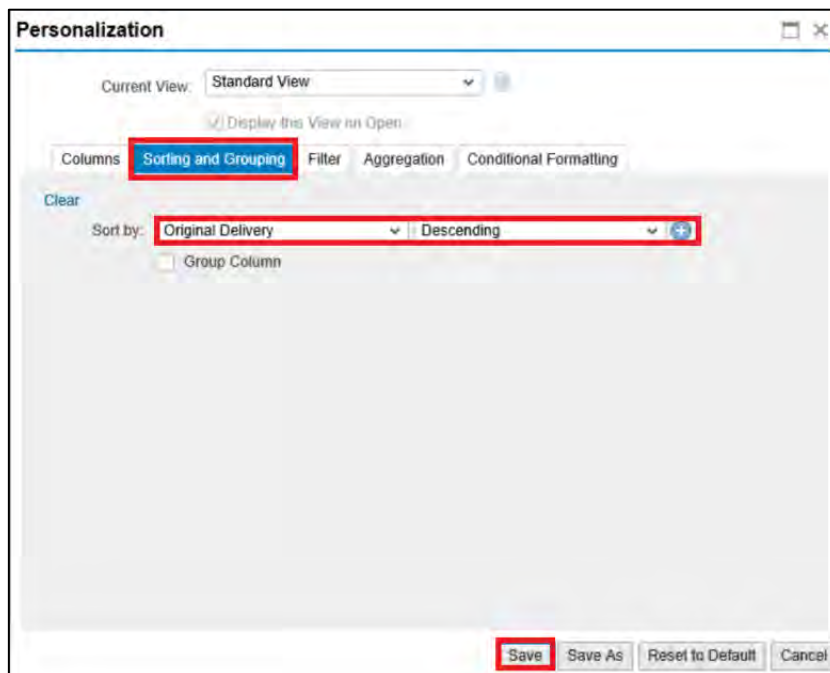 Personalization
Current View: Standard View
Display this View on Open
Columns Sorting and Grouping Filter Aggregation Conditional Formatting
Clear
Sort by: Original Delivery Descending
Group Column
Save Save As Reset to Default Cancel